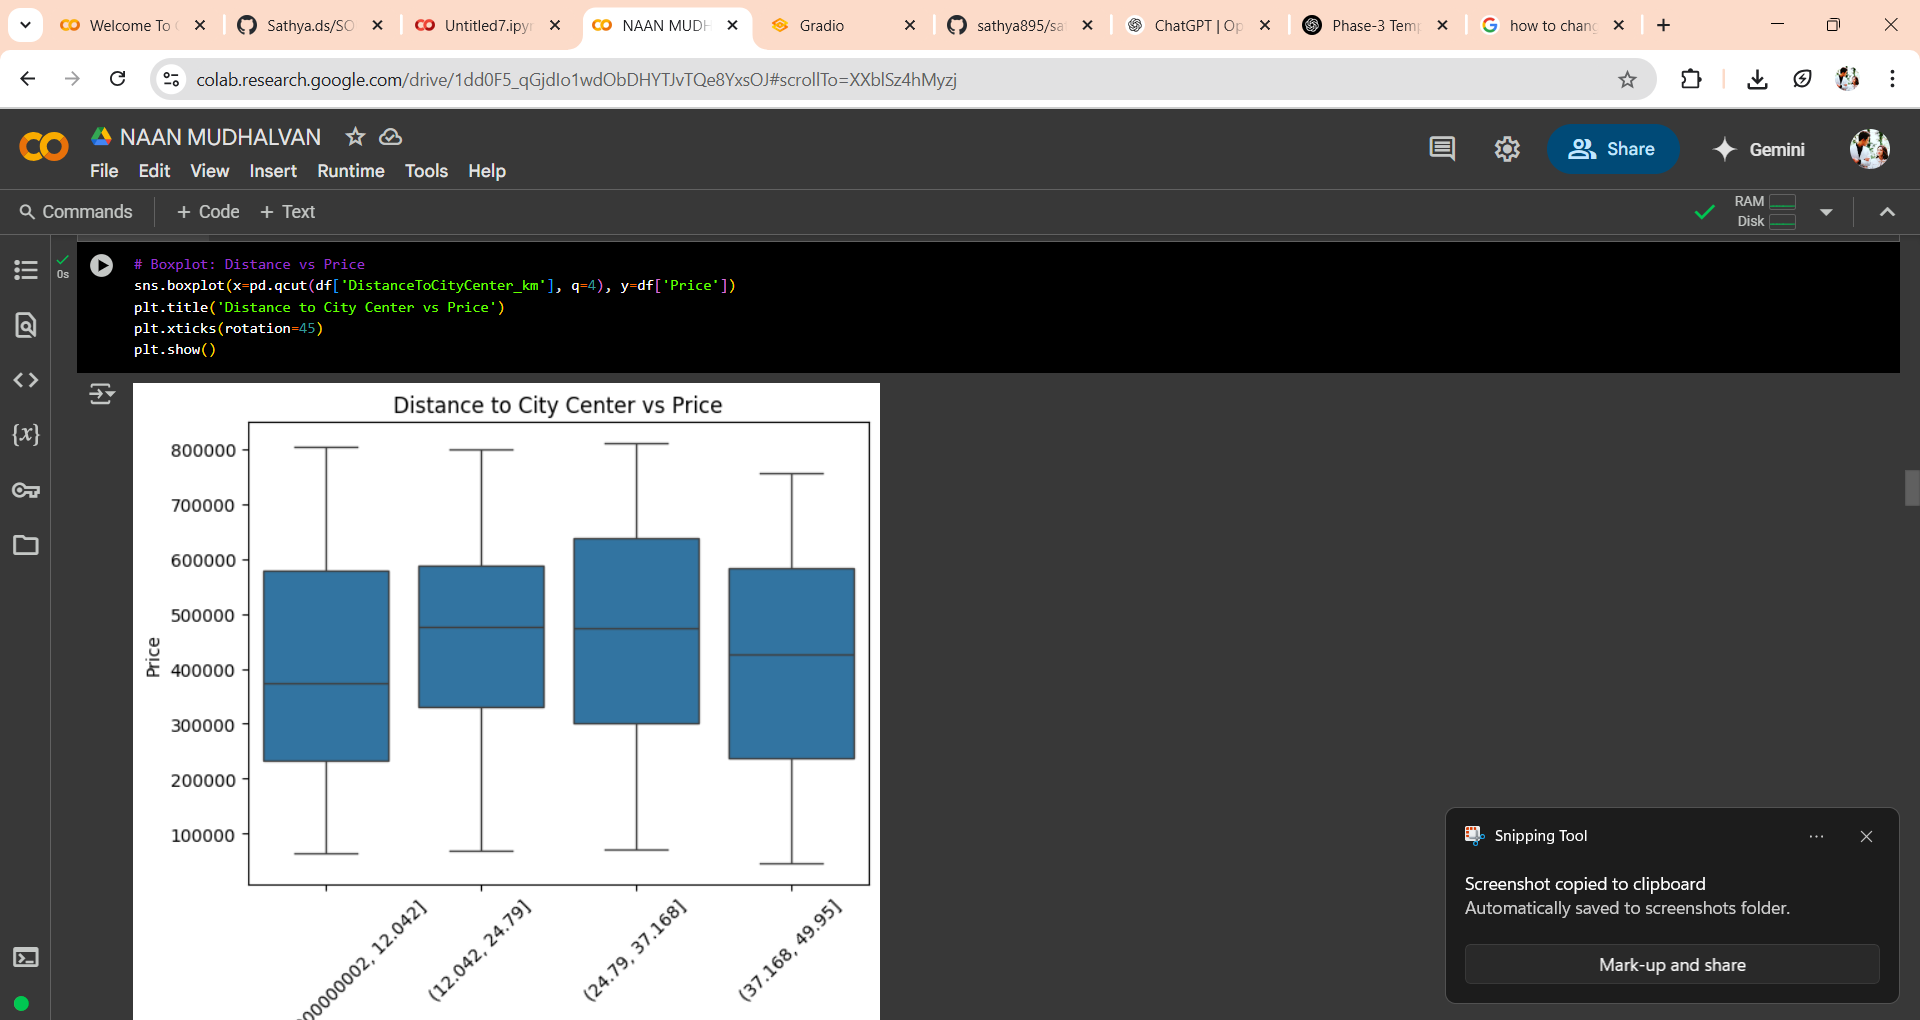 Welcome To
Sathya.ds/SO
Untitled7.ipyn
NAAN MUDH
Gradio
sathya895/sa
ChatGPT | Op
Phase-3 Temp
how to chang
colab.research.google.com/drive/1dd0F5_qGjdIo1wdObDHYTJvTQe8YxsOJ#scrollTo=XXblSz4hMyzj
CO NAAN MUDHALVAN
File Edit View Insert Runtime Tools Help
Share
Gemini
Commands + Code + Text
RAM
Disk
0s
# Boxplot: Distance vs Price
sns.boxplot(x=pd.qcut(df['DistanceToCityCenter_km'], q=4), y=df['Price'])
plt.title('Distance to City Center vs Price')
plt.xticks(rotation=45)
plt.show()
{x}
Distance to City Center vs Price
800000
700000
600000
500000
400000
300000
200000
100000
Price
000000002, 12.042]
(12.042, 24.79]
(24.79, 37.168]
(37.168, 49.95]
Snipping Tool
Screenshot copied to clipboard
Automatically saved to screenshots folder.
Mark-up and share